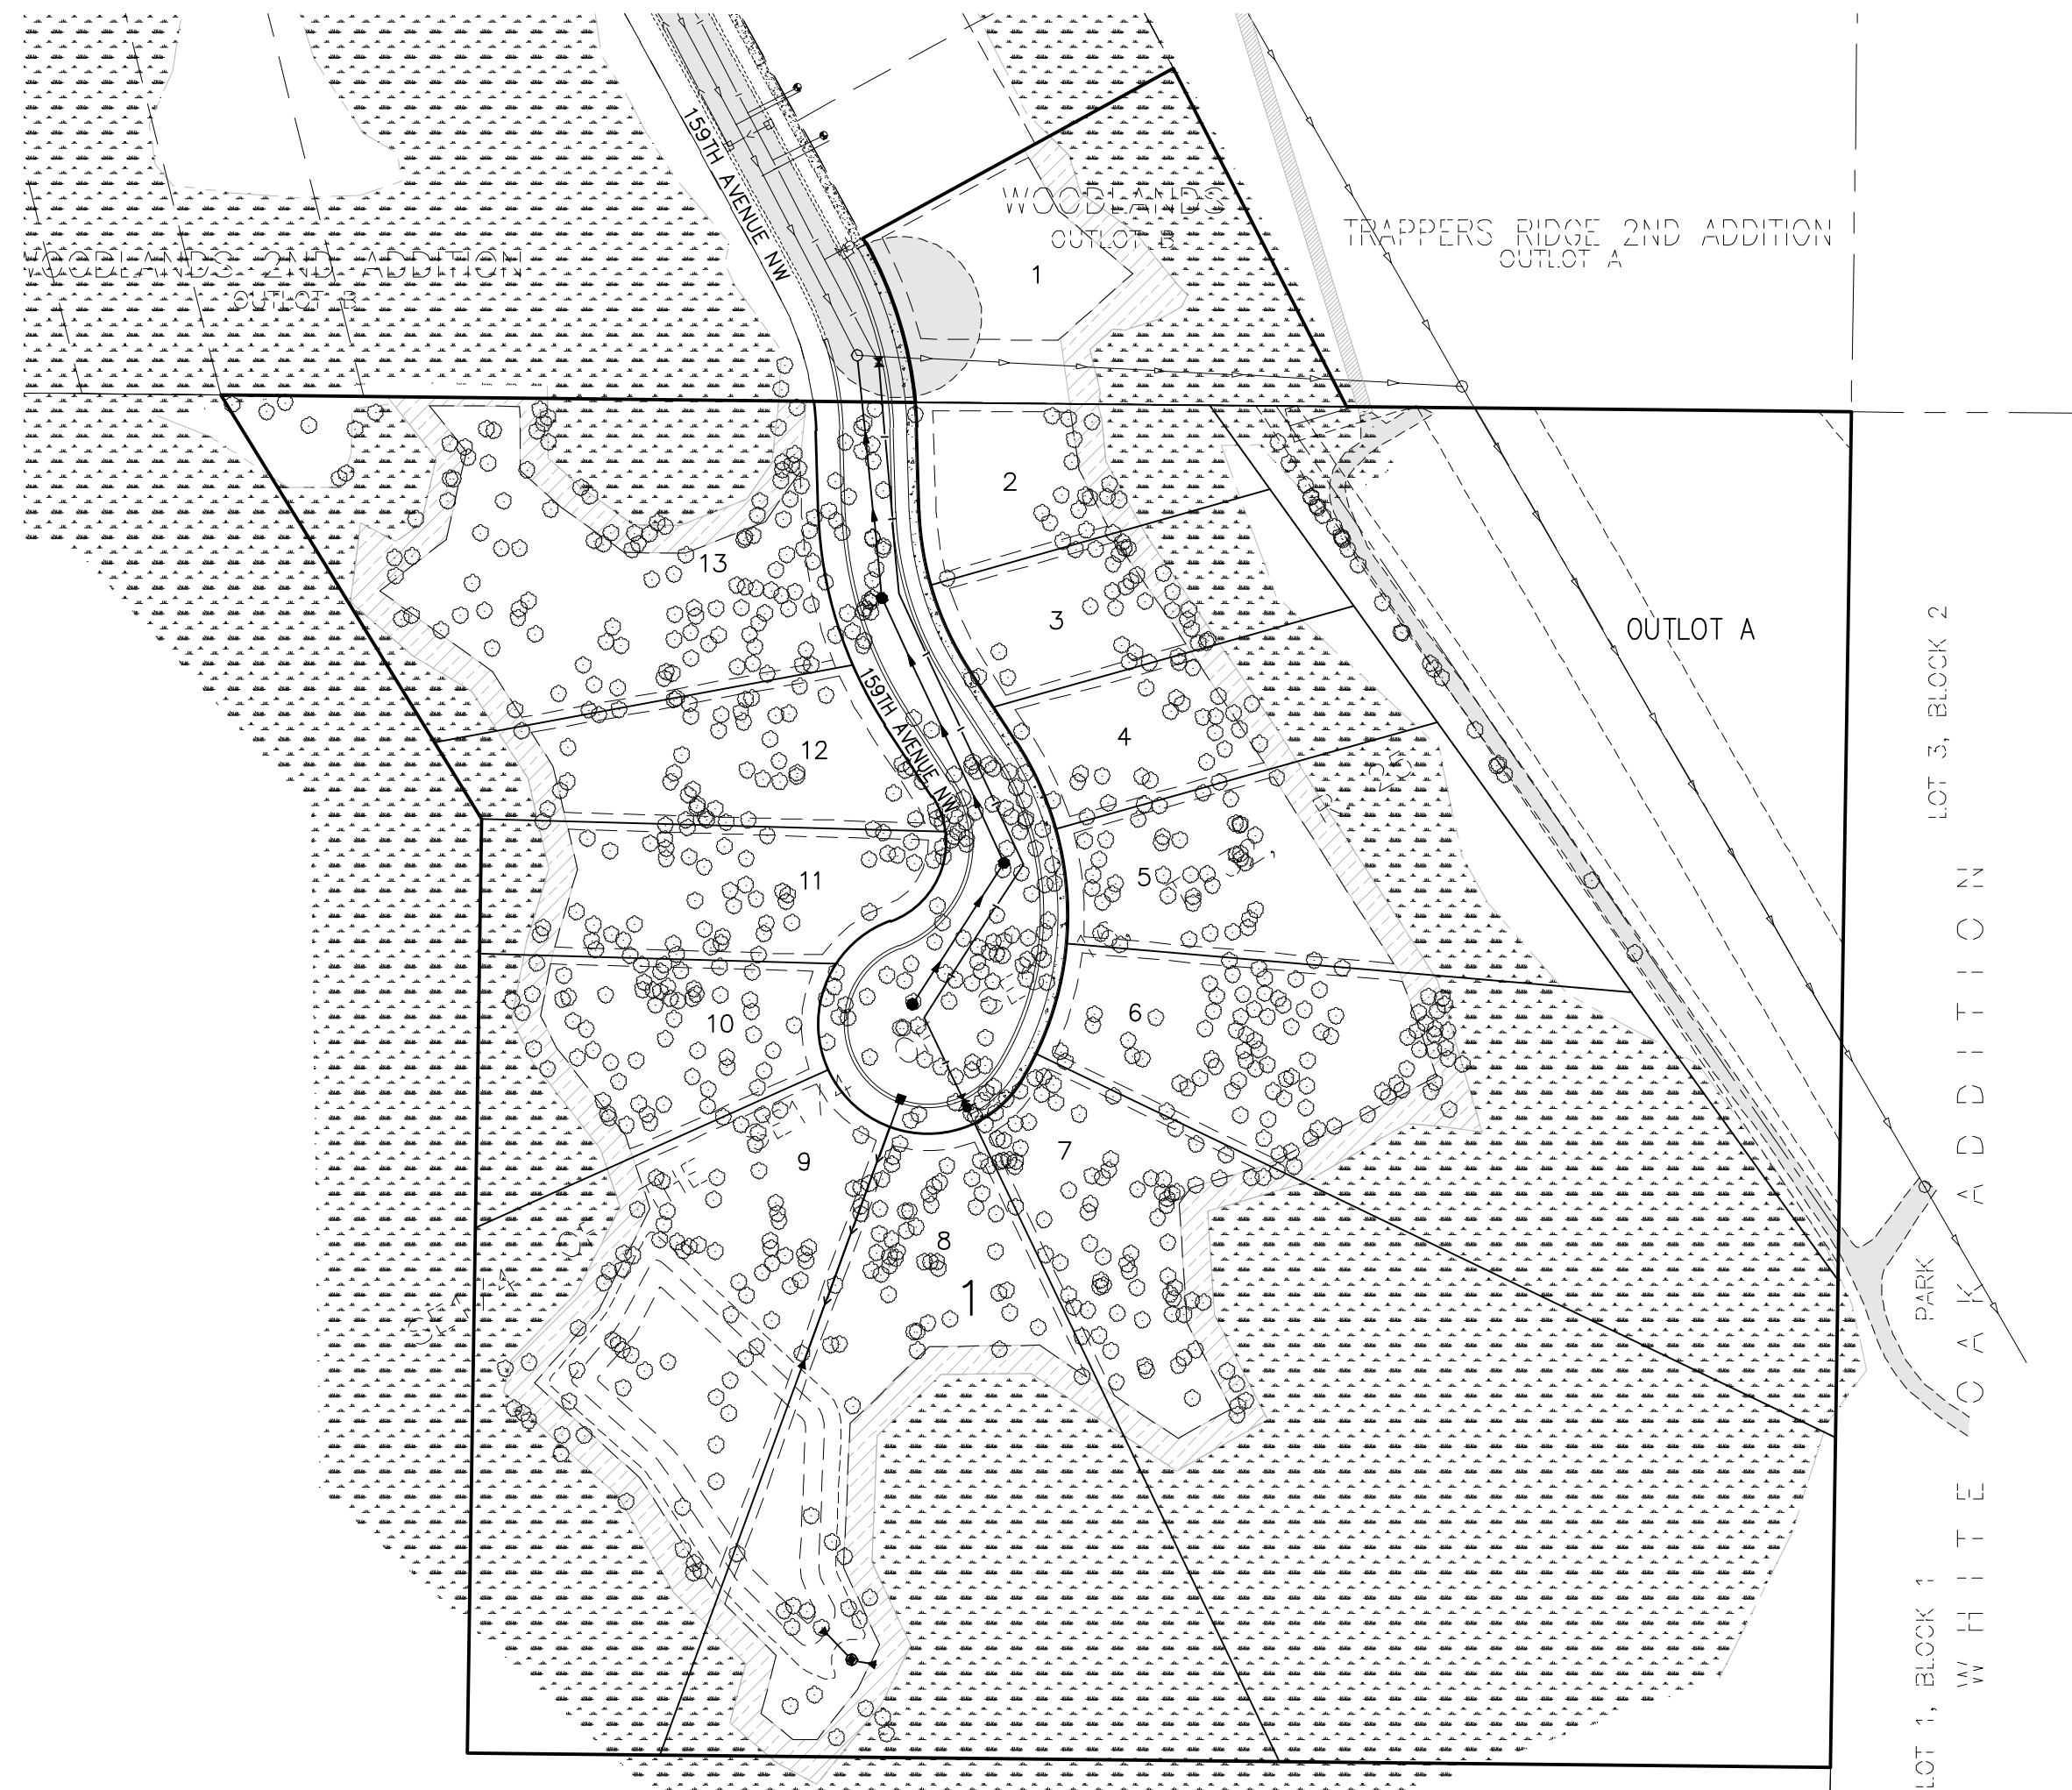 159TH AVENUE NW
WOODLANDS
OUTLOT B
TRAPPERS RIDGE 2ND ADDITION
OUTLOT A
WOODLANDS 2ND ADDITION
OUTLOT B
1
2
13
3
OUTLOT A
LOT 3, BLOCK 2
159TH AVENUE NW
4
12
5
11
6
10
7
9
8
1
PARK
WHITE OAK ADDITION
LOT 1, BLOCK 1